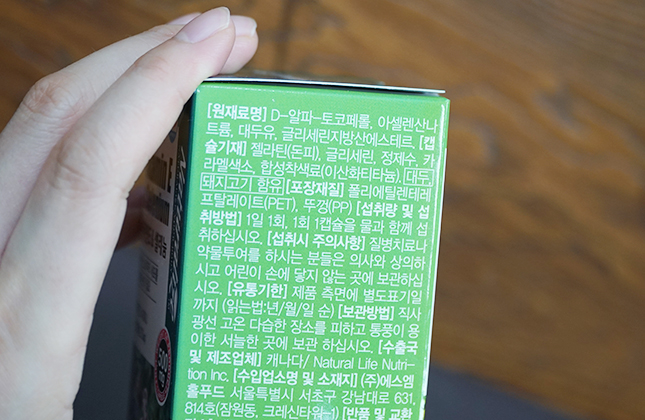 [원재료명] D-알파-토코페롤, 아셀렌산나
트륨, 대두유, 글리세린지방산에스테르. [캡
슐기재] 젤라틴(돈피), 글리세린, 정제수, 카
라멜색소, 합성착색료(이산화티타늄). 대두,
돼지고기 함유 [포장재질] 폴리에틸렌테레
프탈레이트(PET), 뚜껑(PP) [섭취량 및 섭
취방법] 1일 1회, 1회 1캡슐을 물과 함께 섭
취하십시오. [섭취시 주의사항] 질병치료나
약물투여를 하시는 분들은 의사와 상의하
시고 어린이 손에 닿지 않는 곳에 보관하십
시오. [유통기한] 제품 측면에 별도표기일
까지 (읽는법:년/월/일 순) [보관방법] 직사
광선 고온 다습한 장소를 피하고 통풍이 용
이한 서늘한 곳에 보관 하십시오. [수출국
및 제조업체] 캐나다/ Natural Life Nutri-
tion Inc. [수입업소명 및 소재지] (주)에스엠
홀푸드 서울특별시 서초구 강남대로 631,
814호(잠원동, 크레신타워-1) [반품 및 교환